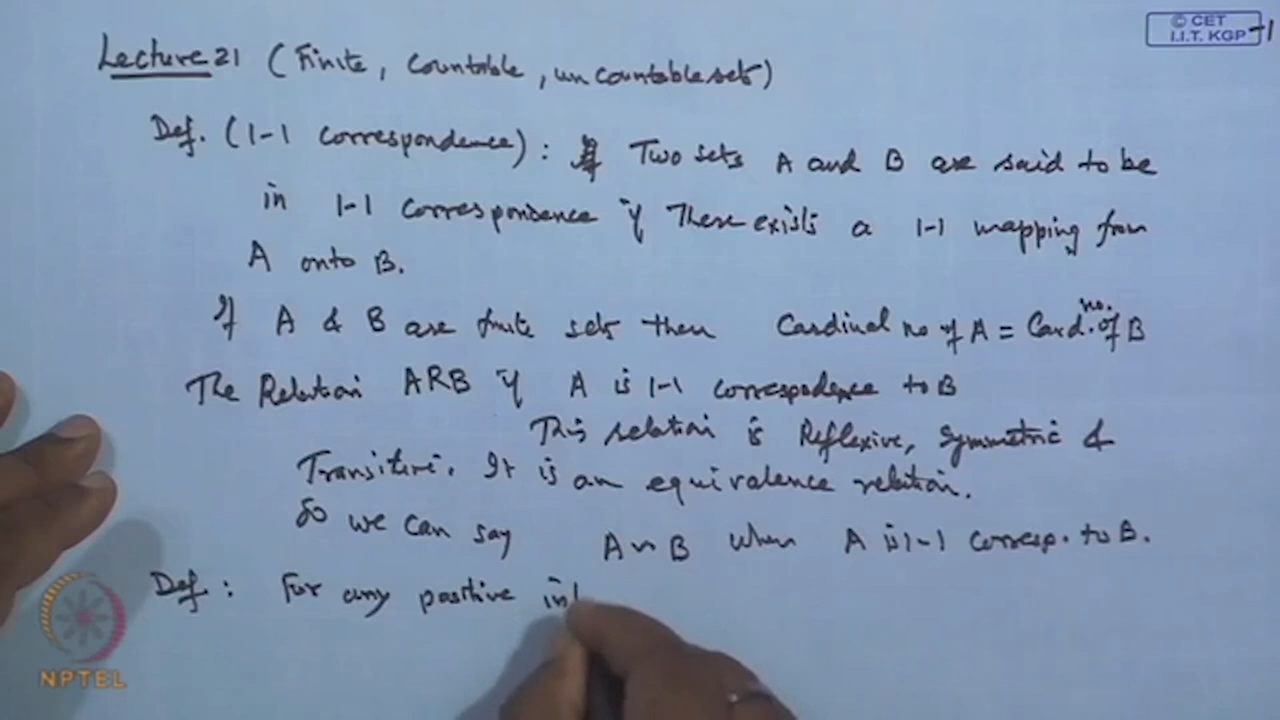 © CET
I.I.T. KGP
Lecture 21 (Finite, Countable, uncountable sets)
Def. (1-1 correspondence): Two sets A and B are said to be
in 1-1 correspondence if there exists a 1-1 mapping from
A onto B.
If A & B are finite sets then Cardinal no of A = Card. no. of B
The Relation ARB if A is 1-1 correspondence to B
This relation is Reflexive, Symmetric &
Transitive. It is an equivalence relation.
So we can say A ~ B when A is 1-1 corresp. to B.
Def: For any positive int
NPTEL